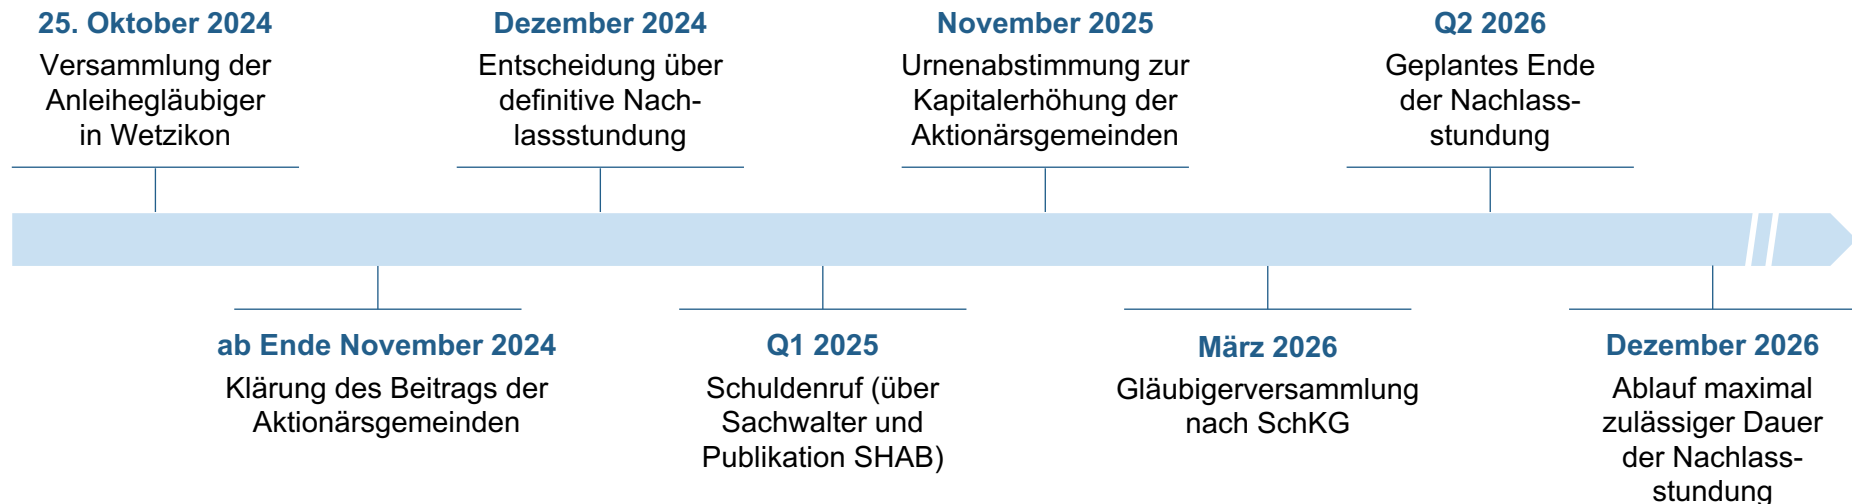 25. Oktober 2024
Versammlung der
Anleihegläubiger
in Wetzikon
Dezember 2024
Entscheidung über
definitive Nach-
lassstundung
November 2025
Urnenabstimmung zur
Kapitalerhöhung der
Aktionärsgemeinden
Q2 2026
Geplantes Ende
der Nachlass-
stundung
ab Ende November 2024
Klärung des Beitrags der
Aktionärsgemeinden
Q1 2025
Schuldenruf (über
Sachwalter und
Publikation SHAB)
März 2026
Gläubigerversammlung
nach SchKG
Dezember 2026
Ablauf maximal
zulässiger Dauer
der Nachlass-
stundung